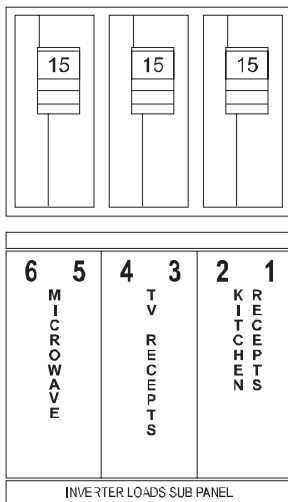 15 15 15
6 5 4 3 2 1
MICROWAVE
TV RECEPTS
KITCHEN
RECEPTS
INVERTER LOADS SUB PANEL